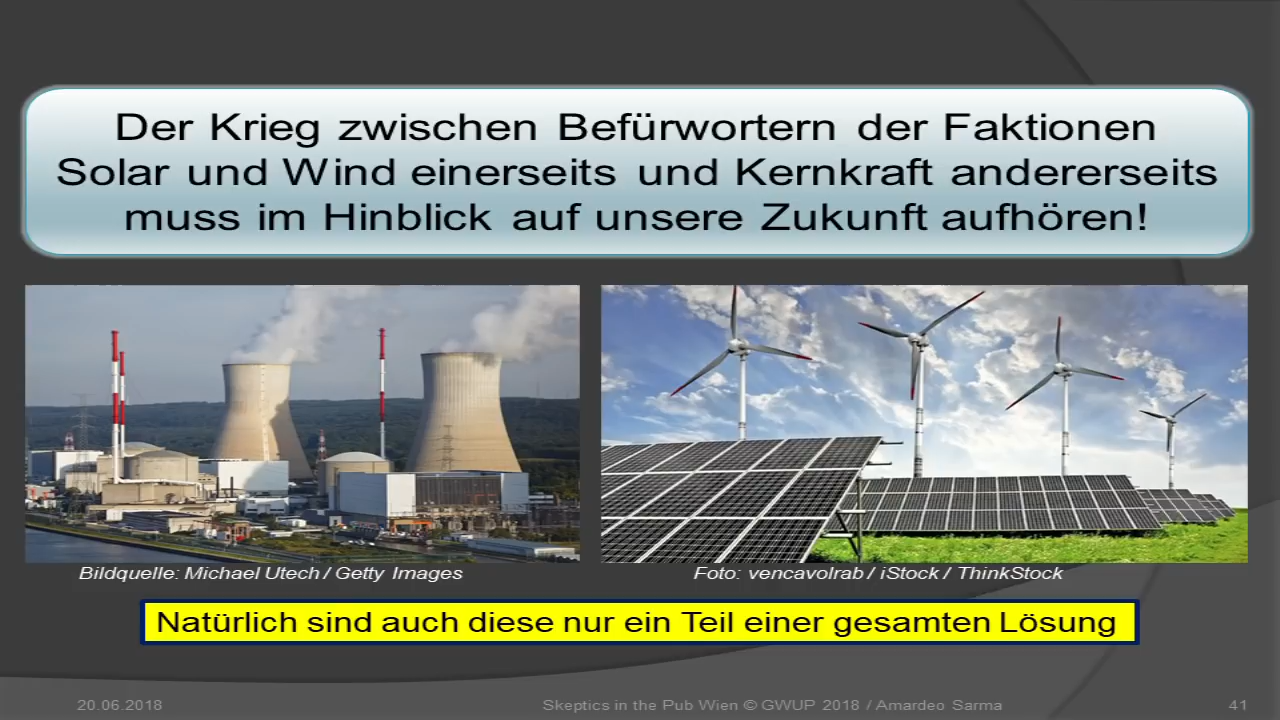 Der Krieg zwischen Befürwortern der Faktionen
Solar und Wind einerseits und Kernkraft andererseits
muss im Hinblick auf unsere Zukunft aufhören!
Bildquelle: Michael Utech / Getty Images
Foto: vencavolrab / iStock / ThinkStock
Natürlich sind auch diese nur ein Teil einer gesamten Lösung
20.06.2018
Skeptics in the Pub Wien © GWUP 2018 / Amardeo Sarma
41